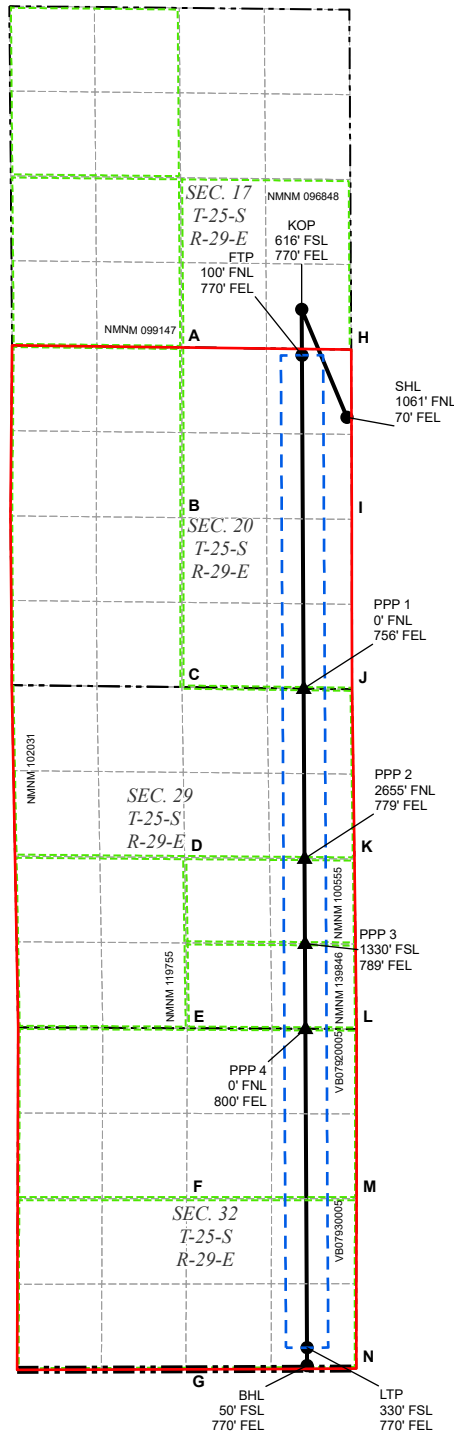 SEC. 17
T-25-S
R-29-E
NMNM 096848
KOP
616' FSL
770' FEL
FTP
100' FNL
770' FEL
NMNM 099147
A
H
SHL
1061' FNL
70' FEL
B
I
SEC. 20
T-25-S
R-29-E
PPP 1
0' FNL
756' FEL
C
J
NMNM 102031
SEC. 29
T-25-S
R-29-E
PPP 2
2655' FNL
779' FEL
D
K
NMNM 100555
PPP 3
1330' FSL
789' FEL
NMNM 119755
NMNM 139846
E
L
VB07920005
PPP 4
0' FNL
800' FEL
F
M
SEC. 32
T-25-S
R-29-E
VB07930005
N
G
BHL
50' FSL
770' FEL
LTP
330' FSL
770' FEL